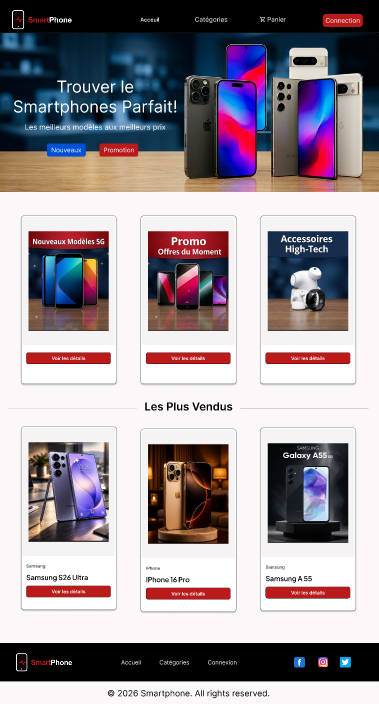 SmartPhone
Acceuil
Catégories
Panier
Connection
Trouver le
Smartphones Parfait!
Les meilleurs modèles aux meilleurs prix
Nouveaux
Promotion
Nouveaux Modèles 5G
Promo
Offres du Moment
Accessoires
High-Tech
Voir les détails
Voir les détails
Voir les détails
Les Plus Vendus
SAMSUNG
Galaxy A55 5G
Samsung
Samsung S26 Ultra
Voir les détails
iPhone
iPhone 16 Pro
Voir les détails
Samsung
Samsung A 55
Voir les détails
SmartPhone
Accueil
Catégories
Connexion
© 2026 Smartphone. All rights reserved.